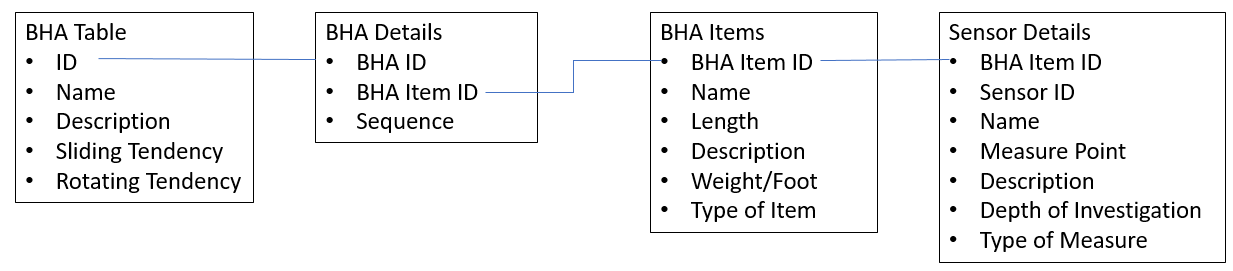 BHA Table
• ID
• Name
• Description
• Sliding Tendency
• Rotating Tendency
BHA Details
• BHA ID
• BHA Item ID
• Sequence
BHA Items
• BHA Item ID
• Name
• Length
• Description
• Weight/Foot
• Type of Item
Sensor Details
• BHA Item ID
• Sensor ID
• Name
• Measure Point
• Description
• Depth of Investigation
• Type of Measure